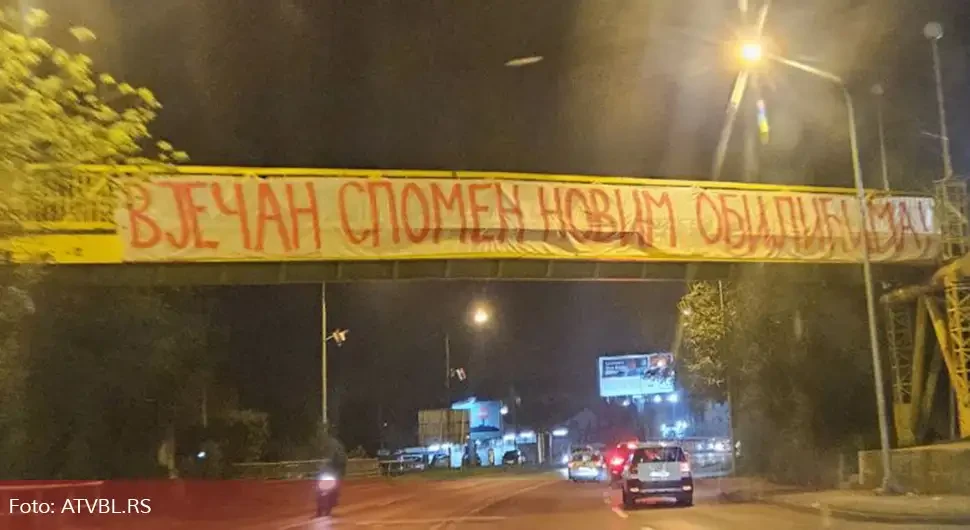 ВЈЕЧАН СПОМЕН НОВИМ ОБИЛИЋИМА!
Foto: ATVBL.RS